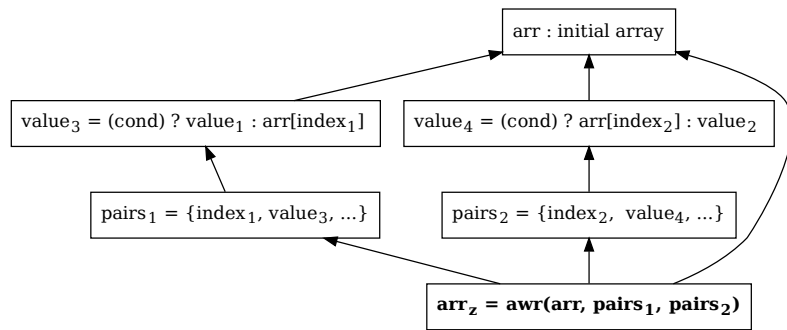 arr : initial array
value₃ = (cond) ? value₁ : arr[index₁]
value₄ = (cond) ? arr[index₂] : value₂
pairs₁ = {index₁, value₃, ...}
pairs₂ = {index₂, value₄, ...}
arr_z = awr(arr, pairs₁, pairs₂)